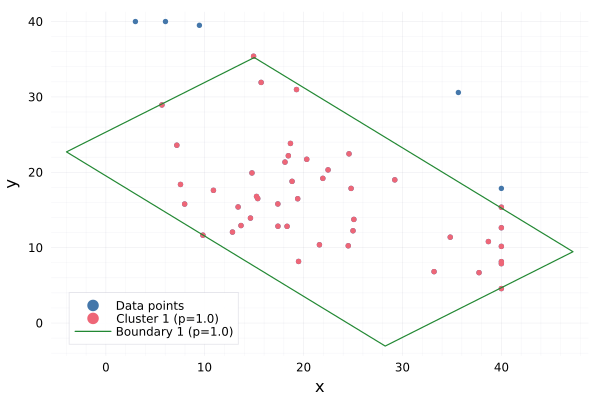 40
30
20
10
0
y
Data points
Cluster 1 (p=1.0)
Boundary 1 (p=1.0)
0 10 20 30 40
x